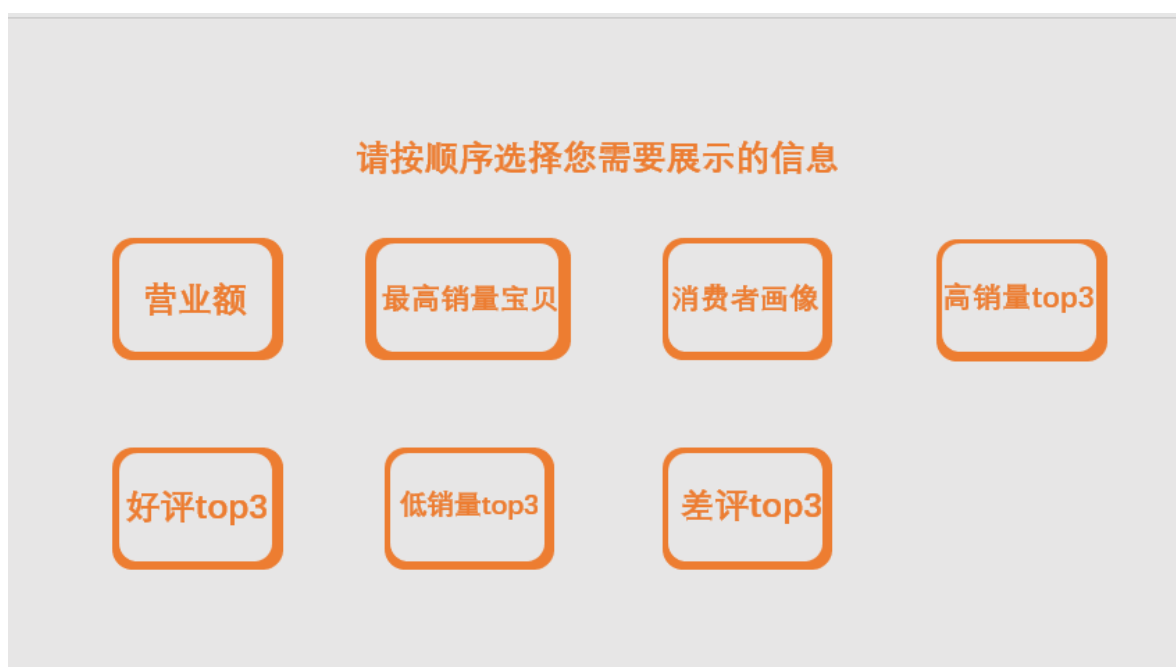 请按顺序选择您需要展示的信息
营业额
最高销量宝贝
消费者画像
高销量top3
好评top3
低销量top3
差评top3